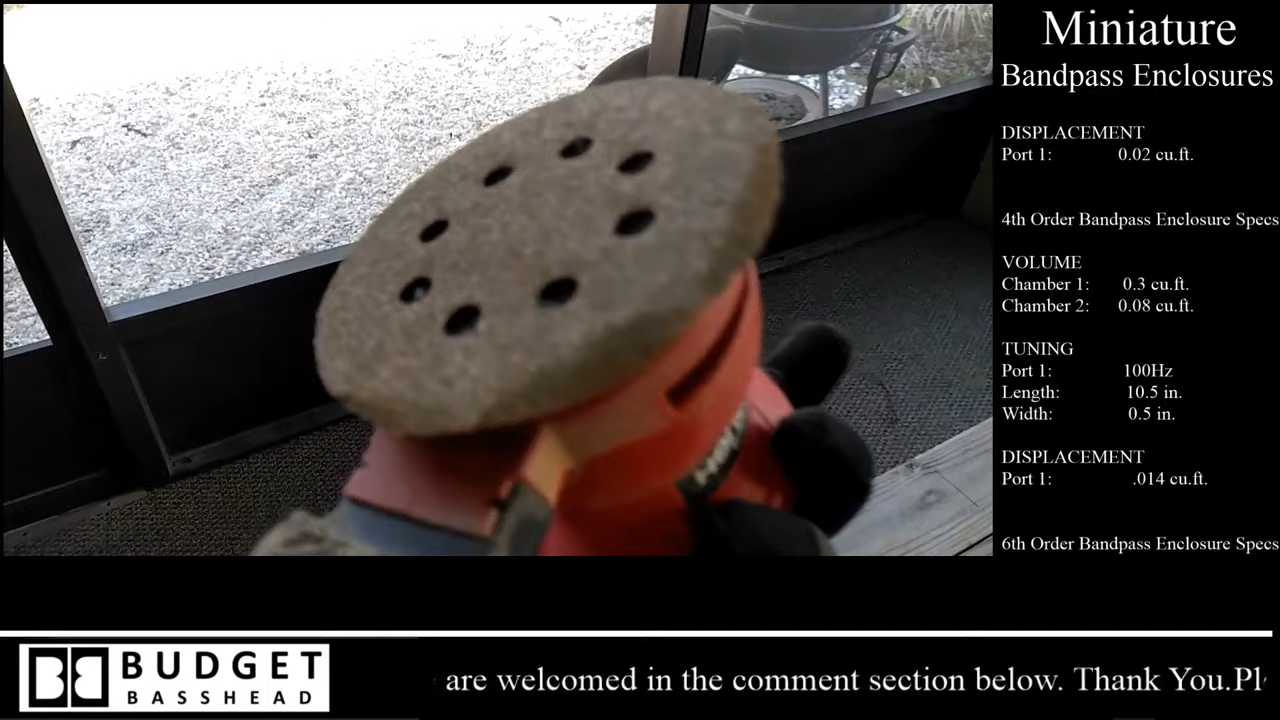 Miniature
Bandpass Enclosures
DISPLACEMENT
Port 1: 0.02 cu.ft.
4th Order Bandpass Enclosure Specs
VOLUME
Chamber 1: 0.3 cu.ft.
Chamber 2: 0.08 cu.ft.
TUNING
Port 1: 100Hz
Length: 10.5 in.
Width: 0.5 in.
DISPLACEMENT
Port 1: .014 cu.ft.
6th Order Bandpass Enclosure Specs
BUDGET
BASSHEAD
are welcomed in the comment section below. Thank You.Pl